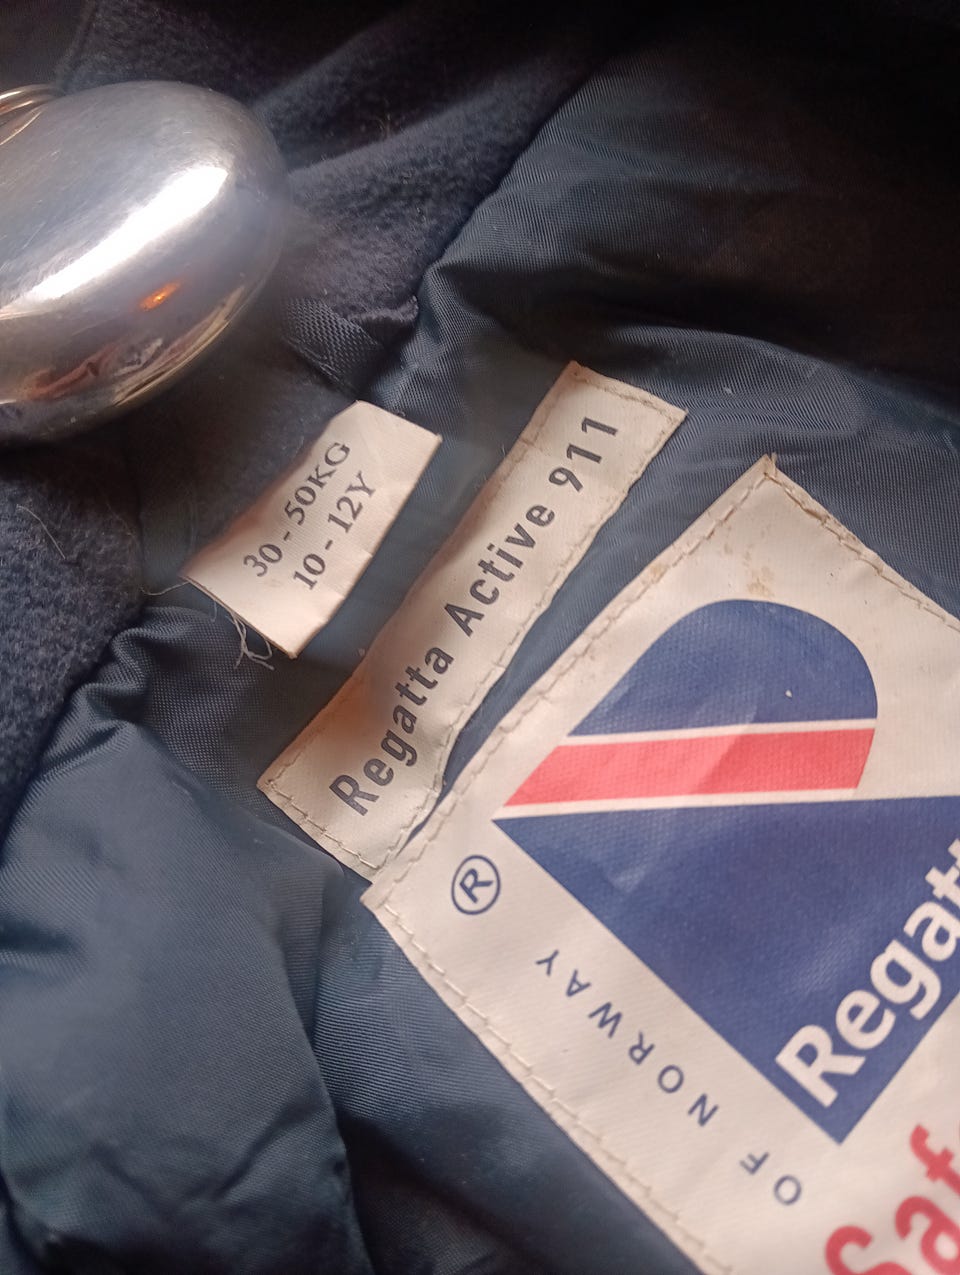 30 - 50KG
10 - 12Y
Regatta Active 911
®
Regatt
OF NORWAY
Saf